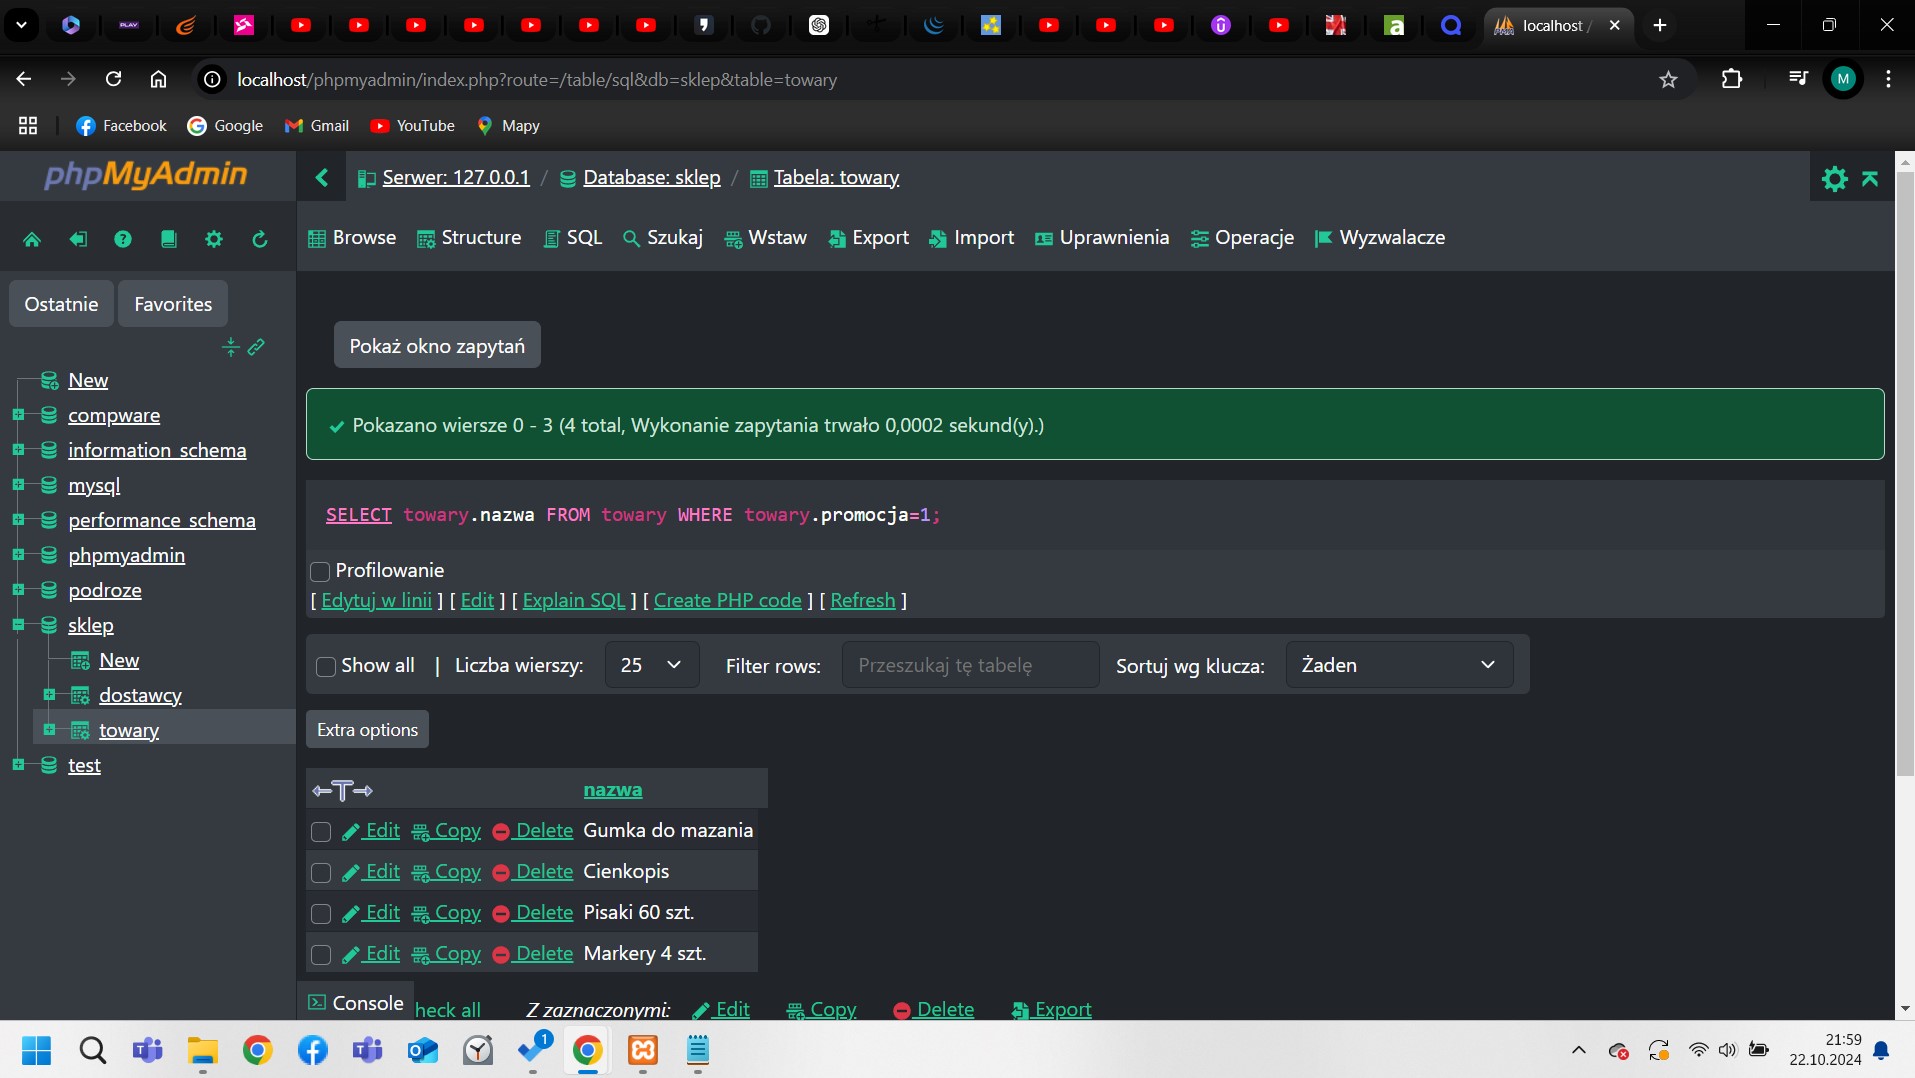 PLAY
localhost /
localhost/phpmyadmin/index.php?route=/table/sql&db=sklep&table=towary
M
Facebook
Google
Gmail
YouTube
Mapy
phpMyAdmin
Serwer: 127.0.0.1 / Database: sklep / Tabela: towary
Browse Structure SQL Szukaj Wstaw Export Import Uprawnienia Operacje Wyzwalacze
Ostatnie Favorites
New
compware
information_schema
mysql
performance_schema
phpmyadmin
podroze
sklep
New
dostawcy
towary
test
Pokaż okno zapytań
Pokazano wiersze 0 - 3 (4 total, Wykonanie zapytania trwało 0,0002 sekund(y).)
SELECT towary.nazwa FROM towary WHERE towary.promocja=1;
Profilowanie
[ Edytuj w linii ] [ Edit ] [ Explain SQL ] [ Create PHP code ] [ Refresh ]
Show all | Liczba wierszy: 25 Filter rows: Przeszukaj tę tabelę Sortuj wg klucza: Żaden
Extra options
←T→ nazwa
Edit Copy Delete Gumka do mazania
Edit Copy Delete Cienkopis
Edit Copy Delete Pisaki 60 szt.
Edit Copy Delete Markery 4 szt.
Console heck all Z zaznaczonymi: Edit Copy Delete Export
1
21:59
22.10.2024